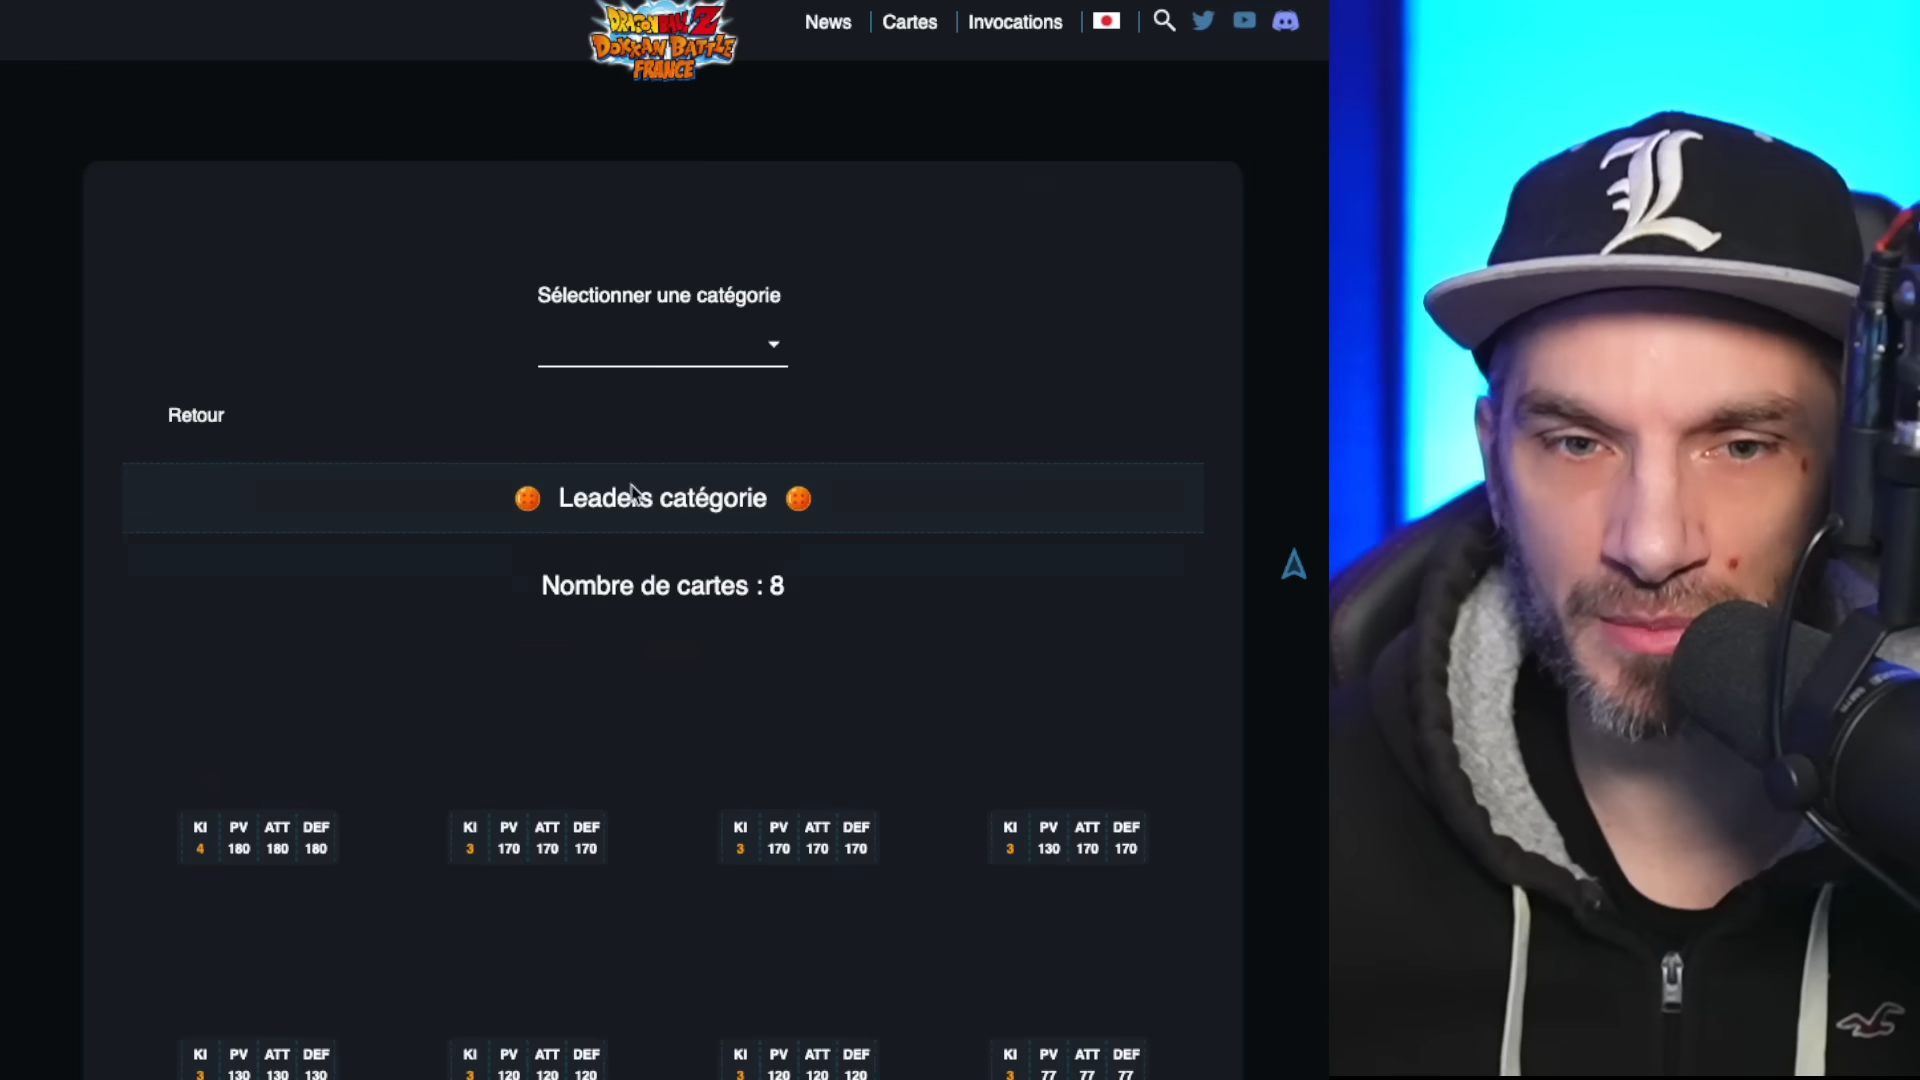 DRAGON BALL Z
DOKKAN BATTLE
FRANCE
News Cartes Invocations
L
Sélectionner une catégorie
Retour
Leaders catégorie
Nombre de cartes : 8
KI PV ATT DEF KI PV ATT DEF KI PV ATT DEF KI PV ATT DEF
4 180 180 180 3 170 170 170 3 170 170 170 3 130 170 170
KI PV ATT DEF KI PV ATT DEF KI PV ATT DEF KI PV ATT DEF
3 130 130 130 3 120 120 120 3 120 120 120 3 77 77 77